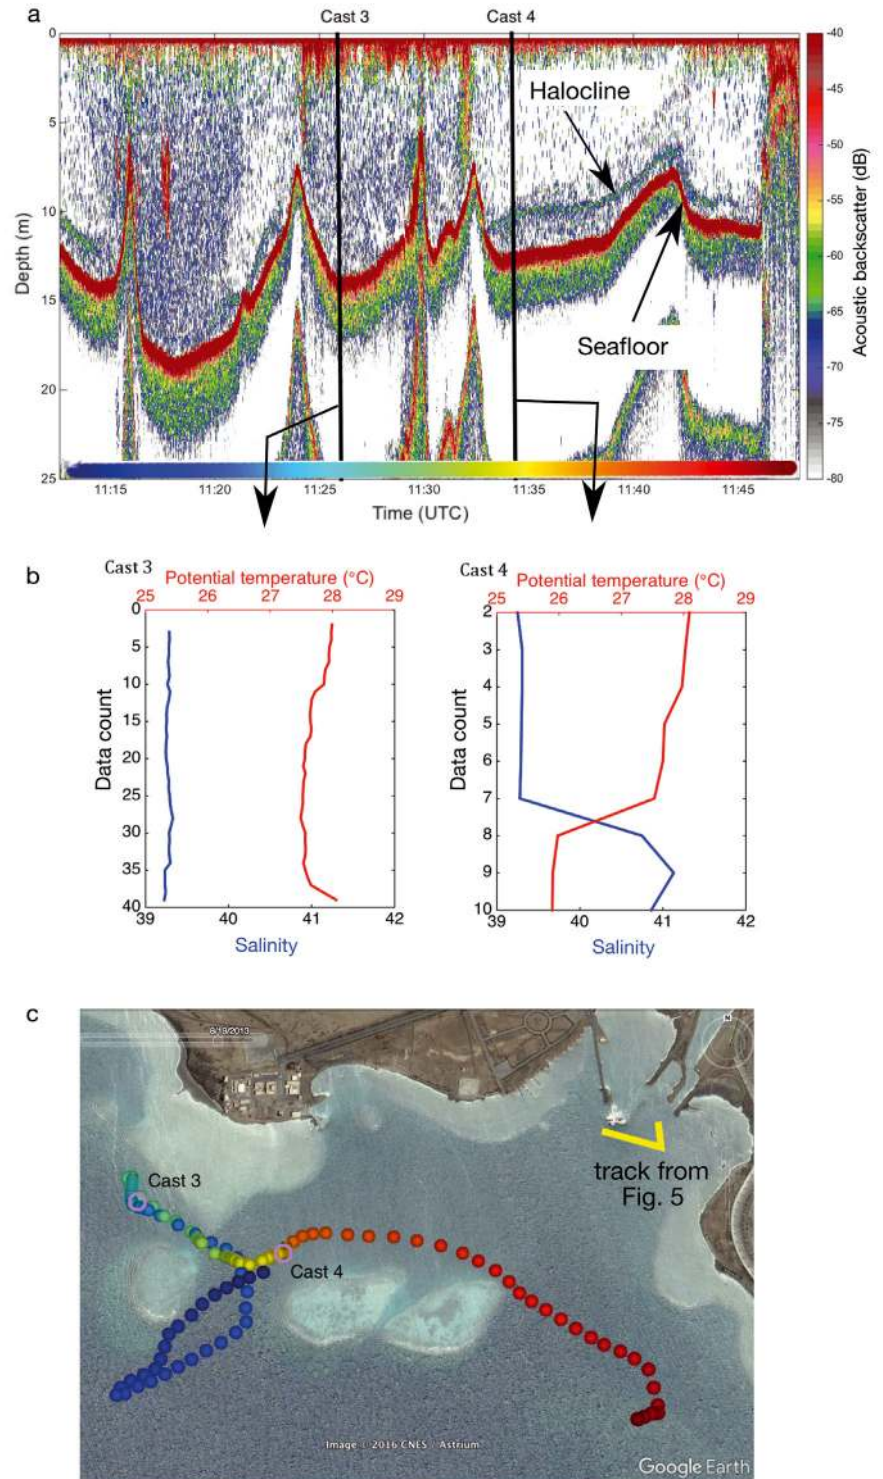 a
Cast 3
Cast 4
0
5
10
15
20
25
Depth (m)
Halocline
Seafloor
11:15
11:20
11:25
11:30
11:35
11:40
11:45
Time (UTC)
-40
-45
-50
-55
-60
-65
-70
-75
-80
Acoustic backscatter (dB)
b
Cast 3
Potential temperature (°C)
25
26
27
28
29
0
5
10
15
20
25
30
35
40
Data count
39
40
41
42
Salinity
Cast 4
Potential temperature (°C)
25
26
27
28
29
2
3
4
5
6
7
8
9
10
Data count
39
40
41
42
Salinity
c
8/18/2013
N
Cast 3
Cast 4
track from
Fig. 5
Image © 2016 CNES / Astrium
Google Earth